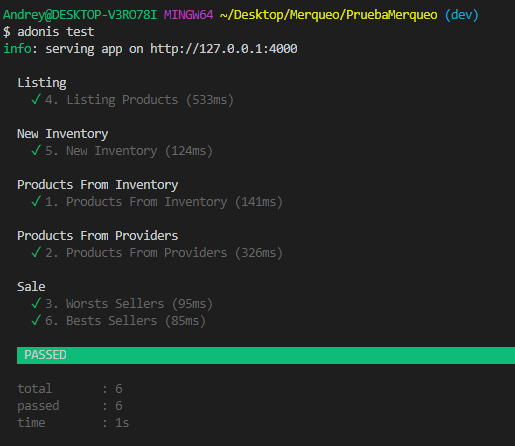 Andrey@DESKTOP-V3RO78I MINGW64 ~/Desktop/Merqueo/PruebaMerqueo (dev)
$ adonis test
info: serving app on http://127.0.0.1:4000
Listing
✓ 4. Listing Products (533ms)
New Inventory
✓ 5. New Inventory (124ms)
Products From Inventory
✓ 1. Products From Inventory (141ms)
Products From Providers
✓ 2. Products From Providers (326ms)
Sale
✓ 3. Worsts Sellers (95ms)
✓ 6. Bests Sellers (85ms)
PASSED
total : 6
passed : 6
time : 1s